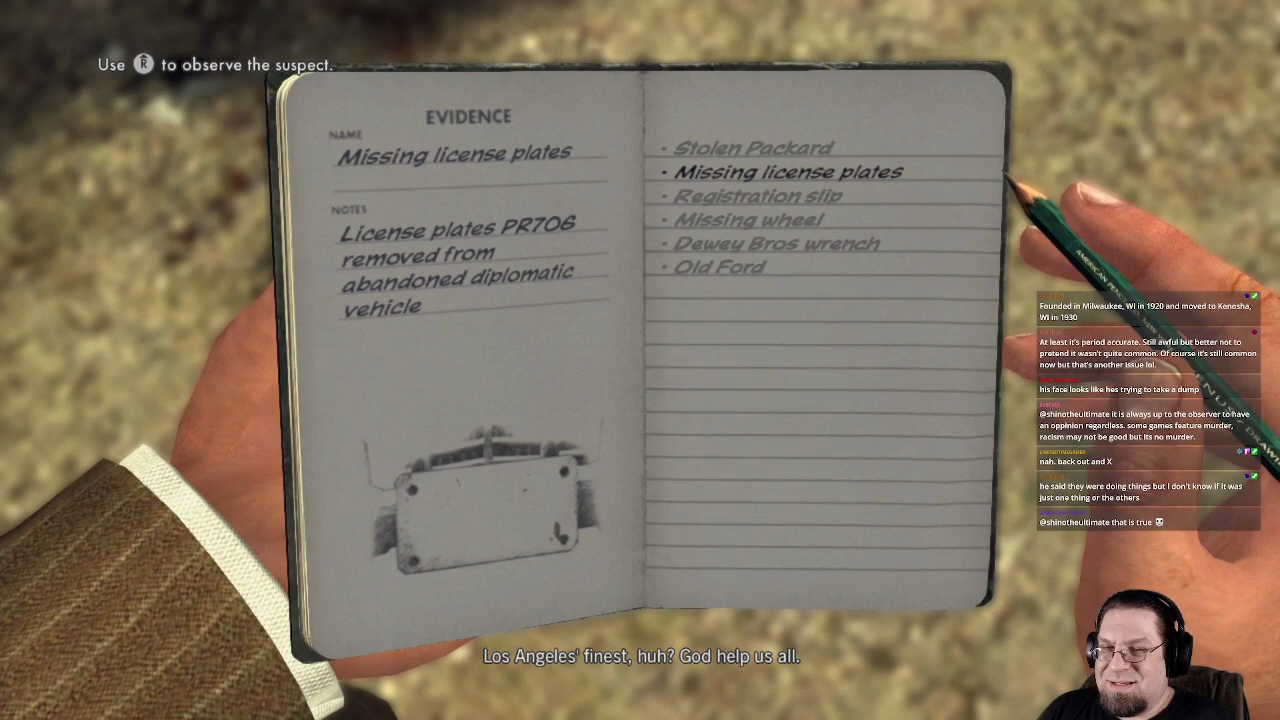 Use R to observe the suspect.
EVIDENCE
NAME
Missing license plates
NOTES
License plates PR706
removed from
abandoned diplomatic
vehicle
• Stolen Packard
• Missing license plates
• Registration slip
• Missing wheel
• Dewey Bros wrench
• Old Ford
AMERICAN
Founded in Milwaukee, WI in 1920 and moved to Kenosha,
WI in 1930
At least it's period accurate. Still awful but better not to
pretend it wasn't quite common. Of course it's still common
now but that's another issue lol.
his face looks like hes trying to take a dump
@shinotheultimate it is always up to the observer to have
an oppinion regardless. some games feature murder,
racism may not be good but its no murder.
nah. back out and X
he said they were doing things but I don't know if it was
just one thing or the others
@shinotheultimate that is true
Los Angeles' finest, huh? God help us all.